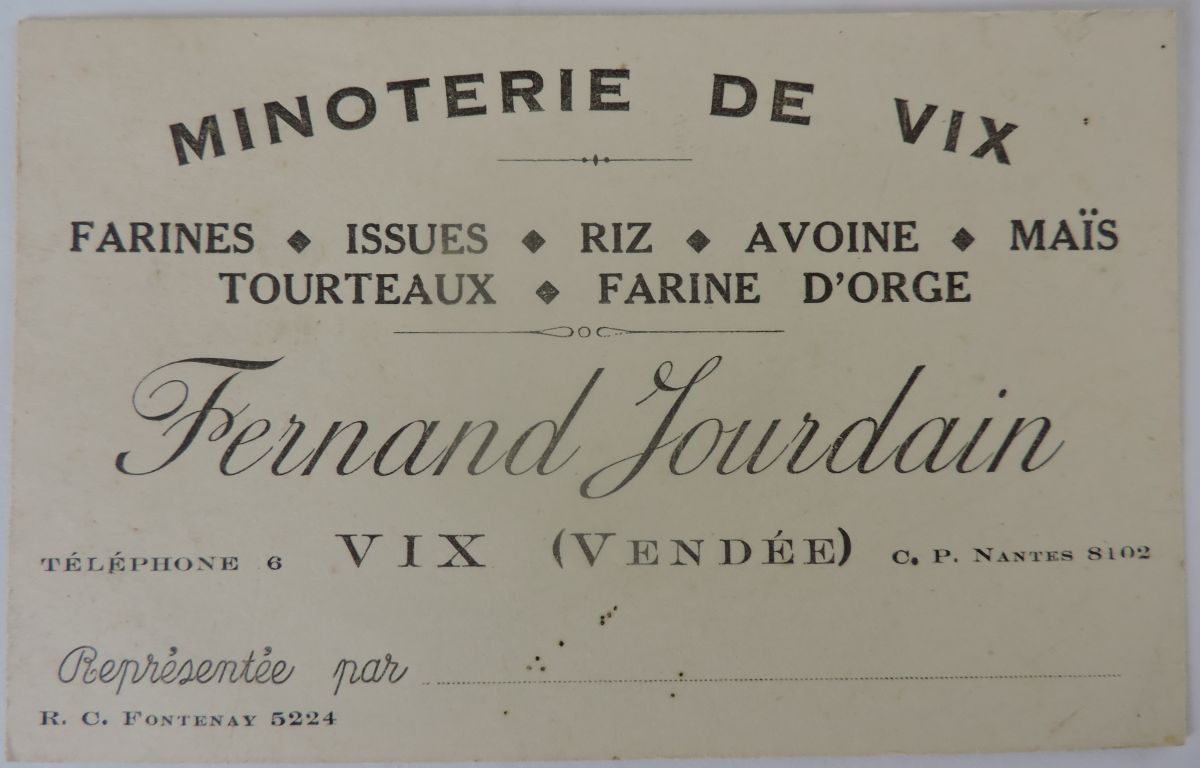 MINOTERIE DE VIX
FARINES ◆ ISSUES ◆ RIZ ◆ AVOINE ◆ MAÏS
TOURTEAUX ◆ FARINE D'ORGE
Fernand Jourdain
TÉLÉPHONE 6 VIX (VENDÉE) C. P. NANTES 8102
Représentée par
R. C. FONTENAY 5224